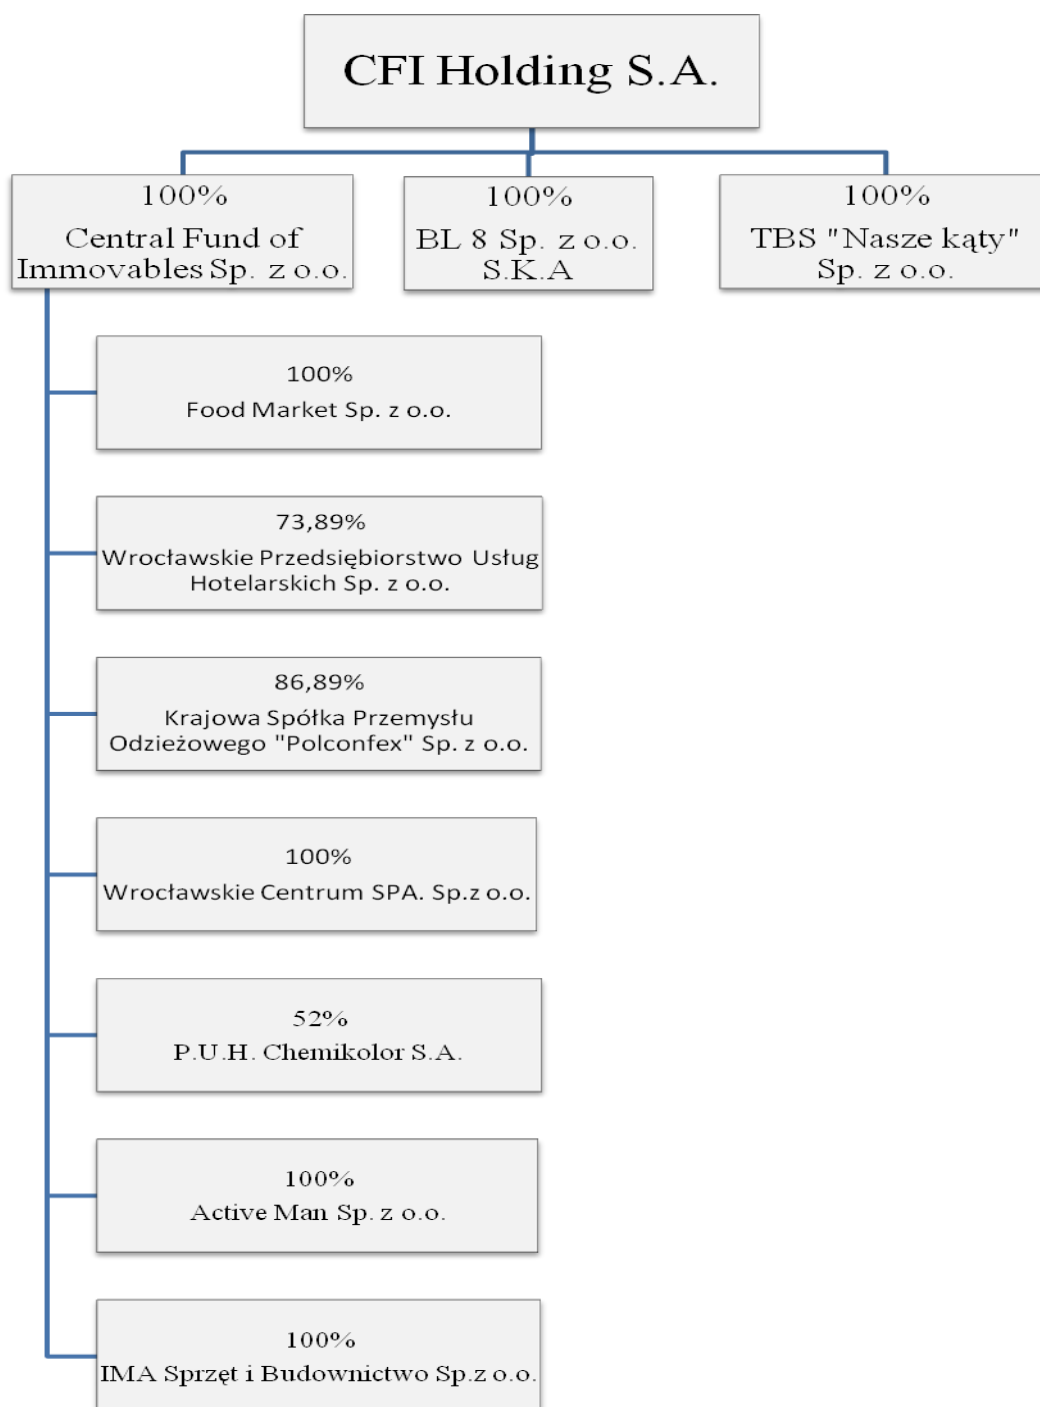 CFI Holding S.A.
100%
Central Fund of
Immovables Sp. z o.o.
100%
BL 8 Sp. z o.o.
S.K.A
100%
TBS "Nasze kąty"
Sp. z o.o.
100%
Food Market Sp. z o.o.
73,89%
Wrocławskie Przedsiębiorstwo Usług
Hotelarskich Sp. z o.o.
86,89%
Krajowa Spółka Przemysłu
Odzieżowego "Polconfex" Sp. z o.o.
100%
Wrocławskie Centrum SPA. Sp.z o.o.
52%
P.U.H. Chemikolor S.A.
100%
Active Man Sp. z o.o.
100%
IMA Sprzęt i Budownictwo Sp.z o.o.